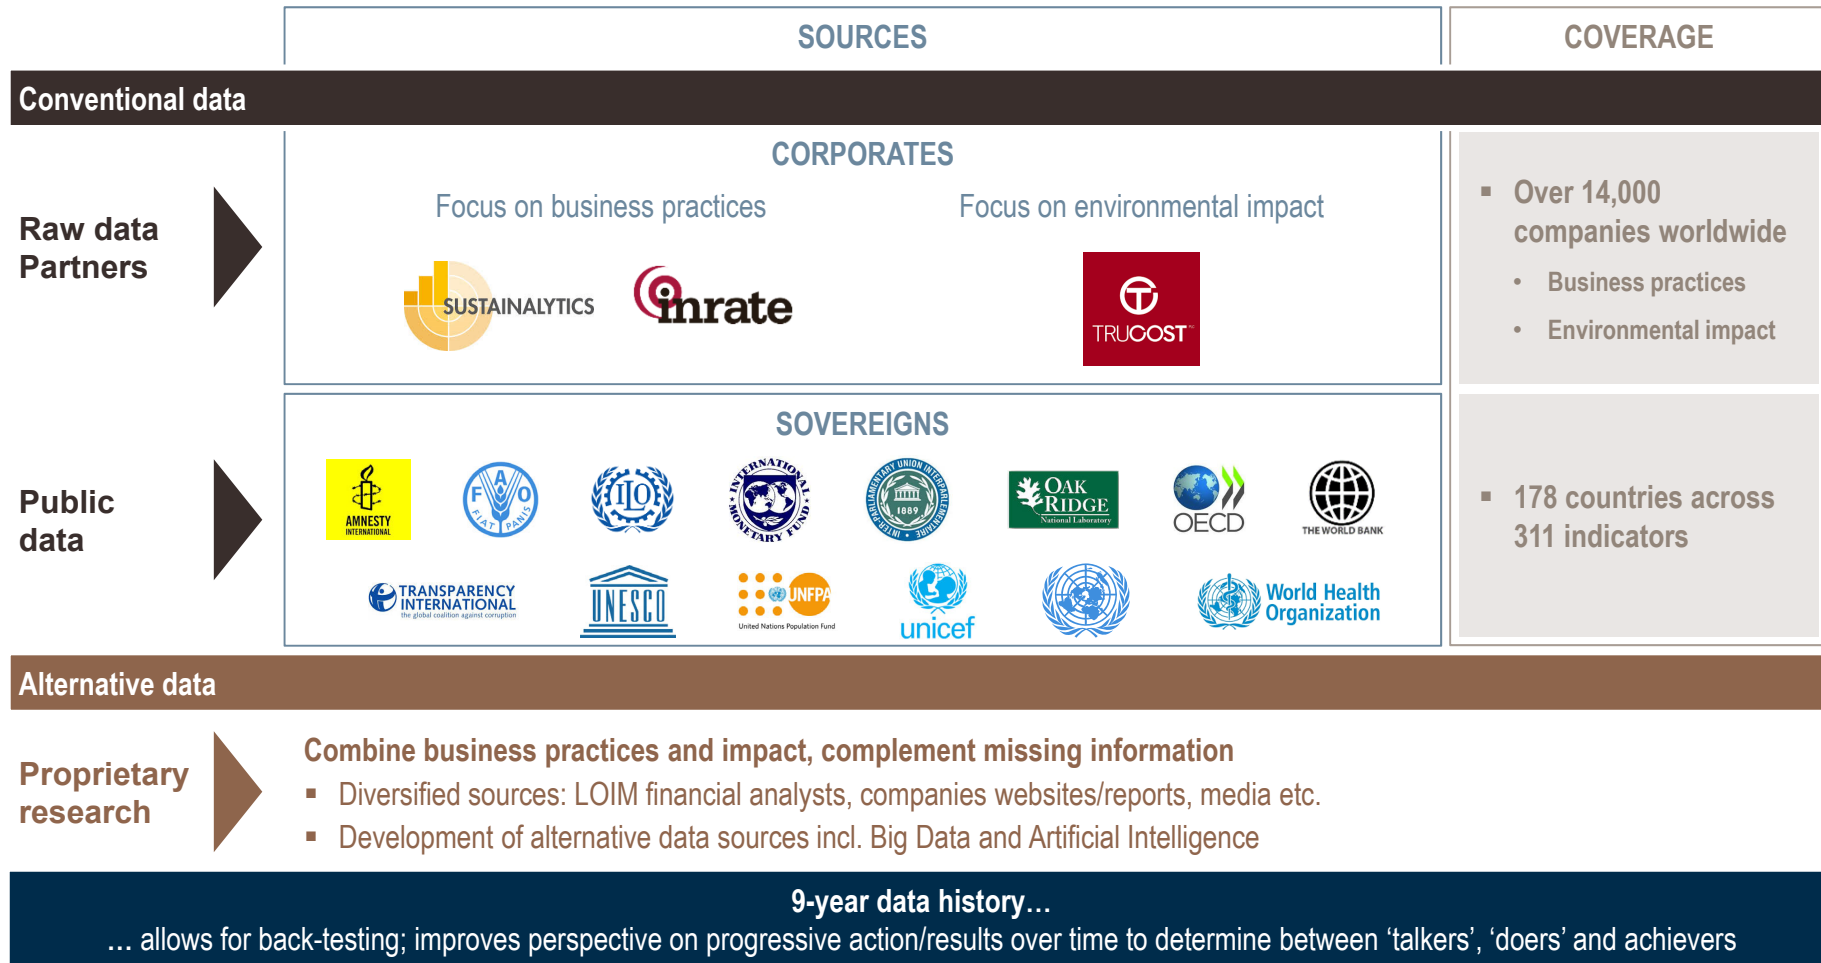 SOURCES
COVERAGE
Conventional data
CORPORATES
Raw data
Partners
Focus on business practices
Focus on environmental impact
SUSTAINALYTICS
inrate
TRUCOST
▪ Over 14,000
companies worldwide
• Business practices
• Environmental impact
SOVEREIGNS
Public
data
AMNESTY
INTERNATIONAL
F A O
FIAT PANIS
ILO
INTERNATIONAL
MONETARY FUND
INTER-PARLIAMENTARY UNION INTERPARLEMENTAIRE
1889
OAK
RIDGE
National Laboratory
OECD
THE WORLD BANK
TRANSPARENCY
INTERNATIONAL
the global coalition against corruption
UNESCO
UNFPA
United Nations Population Fund
unicef
World Health
Organization
▪ 178 countries across
311 indicators
Alternative data
Proprietary
research
Combine business practices and impact, complement missing information
▪ Diversified sources: LOIM financial analysts, companies websites/reports, media etc.
▪ Development of alternative data sources incl. Big Data and Artificial Intelligence
9-year data history…
… allows for back-testing; improves perspective on progressive action/results over time to determine between ‘talkers’, ‘doers’ and achievers